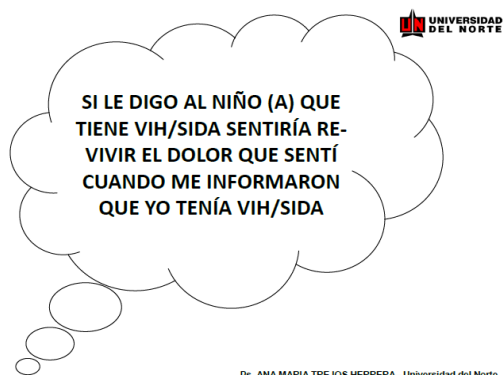 UNIVERSIDAD
DEL NORTE
SI LE DIGO AL NIÑO (A) QUE
TIENE VIH/SIDA SENTIRÍA RE-
VIVIR EL DOLOR QUE SENTÍ
CUANDO ME INFORMARON
QUE YO TENÍA VIH/SIDA
Ps. ANA MARIA TREJOS HERRERA - Universidad del Norte